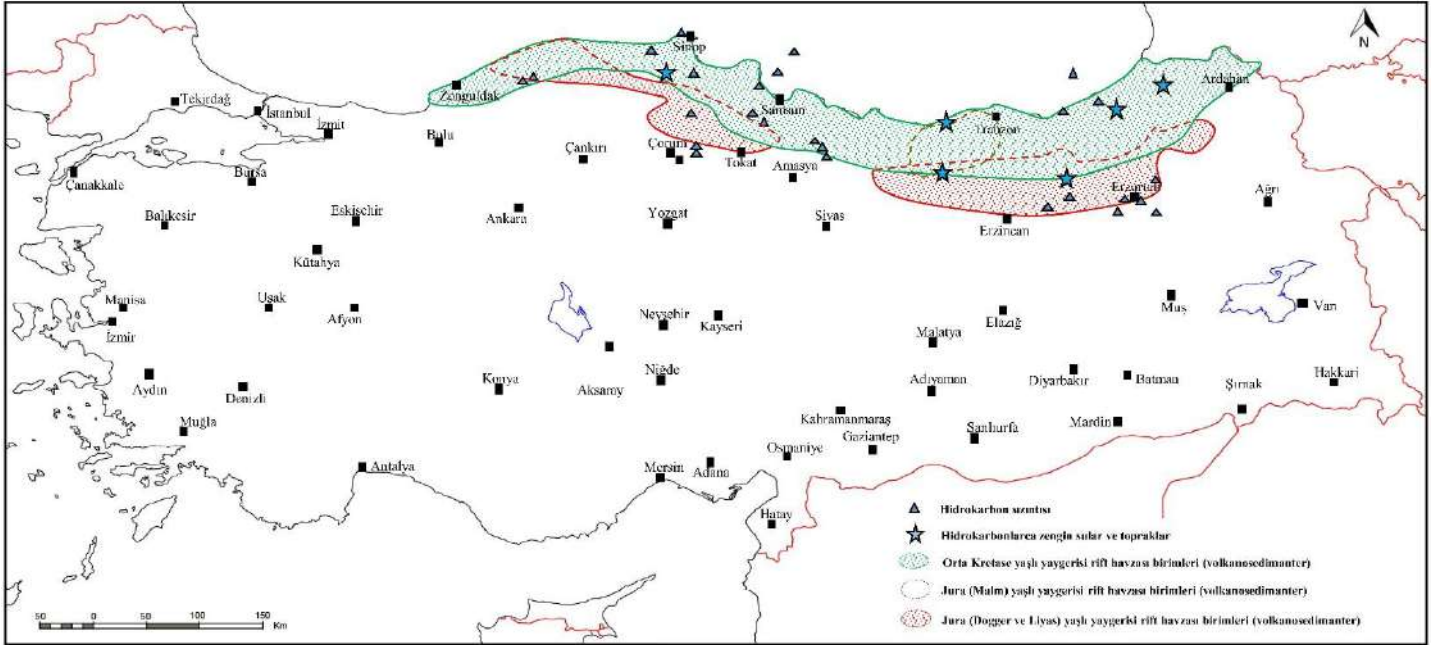 N
Sinop
Zonguldak
Ardahan
Tekirdağ
İstanbul
Samsun
Trabzon
İzmit
Bolu
Çankırı
Çorum
Tokat
Amasya
Çanakkale
Bursa
Erzurum
Ağrı
Balıkesir
Eskişehir
Ankara
Yozgat
Sivas
Erzincan
Kütahya
Manisa
Uşak
Afyon
Nevşehir
Kayseri
Elazığ
Muş
Van
İzmir
Malatya
Aydın
Denizli
Konya
Aksaray
Niğde
Adıyaman
Diyarbakır
Batman
Şırnak
Hakkari
Muğla
Kahramanmaraş
Gaziantep
Şanlıurfa
Mardin
Antalya
Mersin
Adana
Osmaniye
Hatay
Hidrokarbon sızıntısı
Hidrokarbonlarca zengin sular ve topraklar
Orta Kretase yaşlı yaygerisi rift havzası birimleri (volkanosedimanter)
Jura (Malm) yaşlı yaygerisi rift havzası birimleri (volkanosedimanter)
Jura (Dogger ve Liyas) yaşlı yaygerisi rift havzası birimleri (volkanosedimanter)
50 0 50 100 150
Km